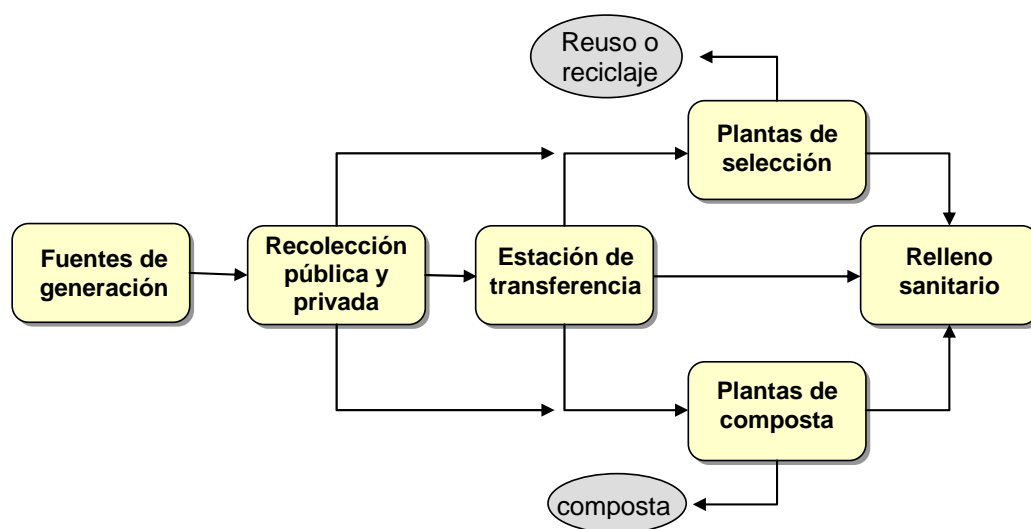 Reuso o
reciclaje
Plantas de
selección
Fuentes de
generación
Recolección
pública y
privada
Estación de
transferencia
Relleno
sanitario
Plantas de
composta
composta